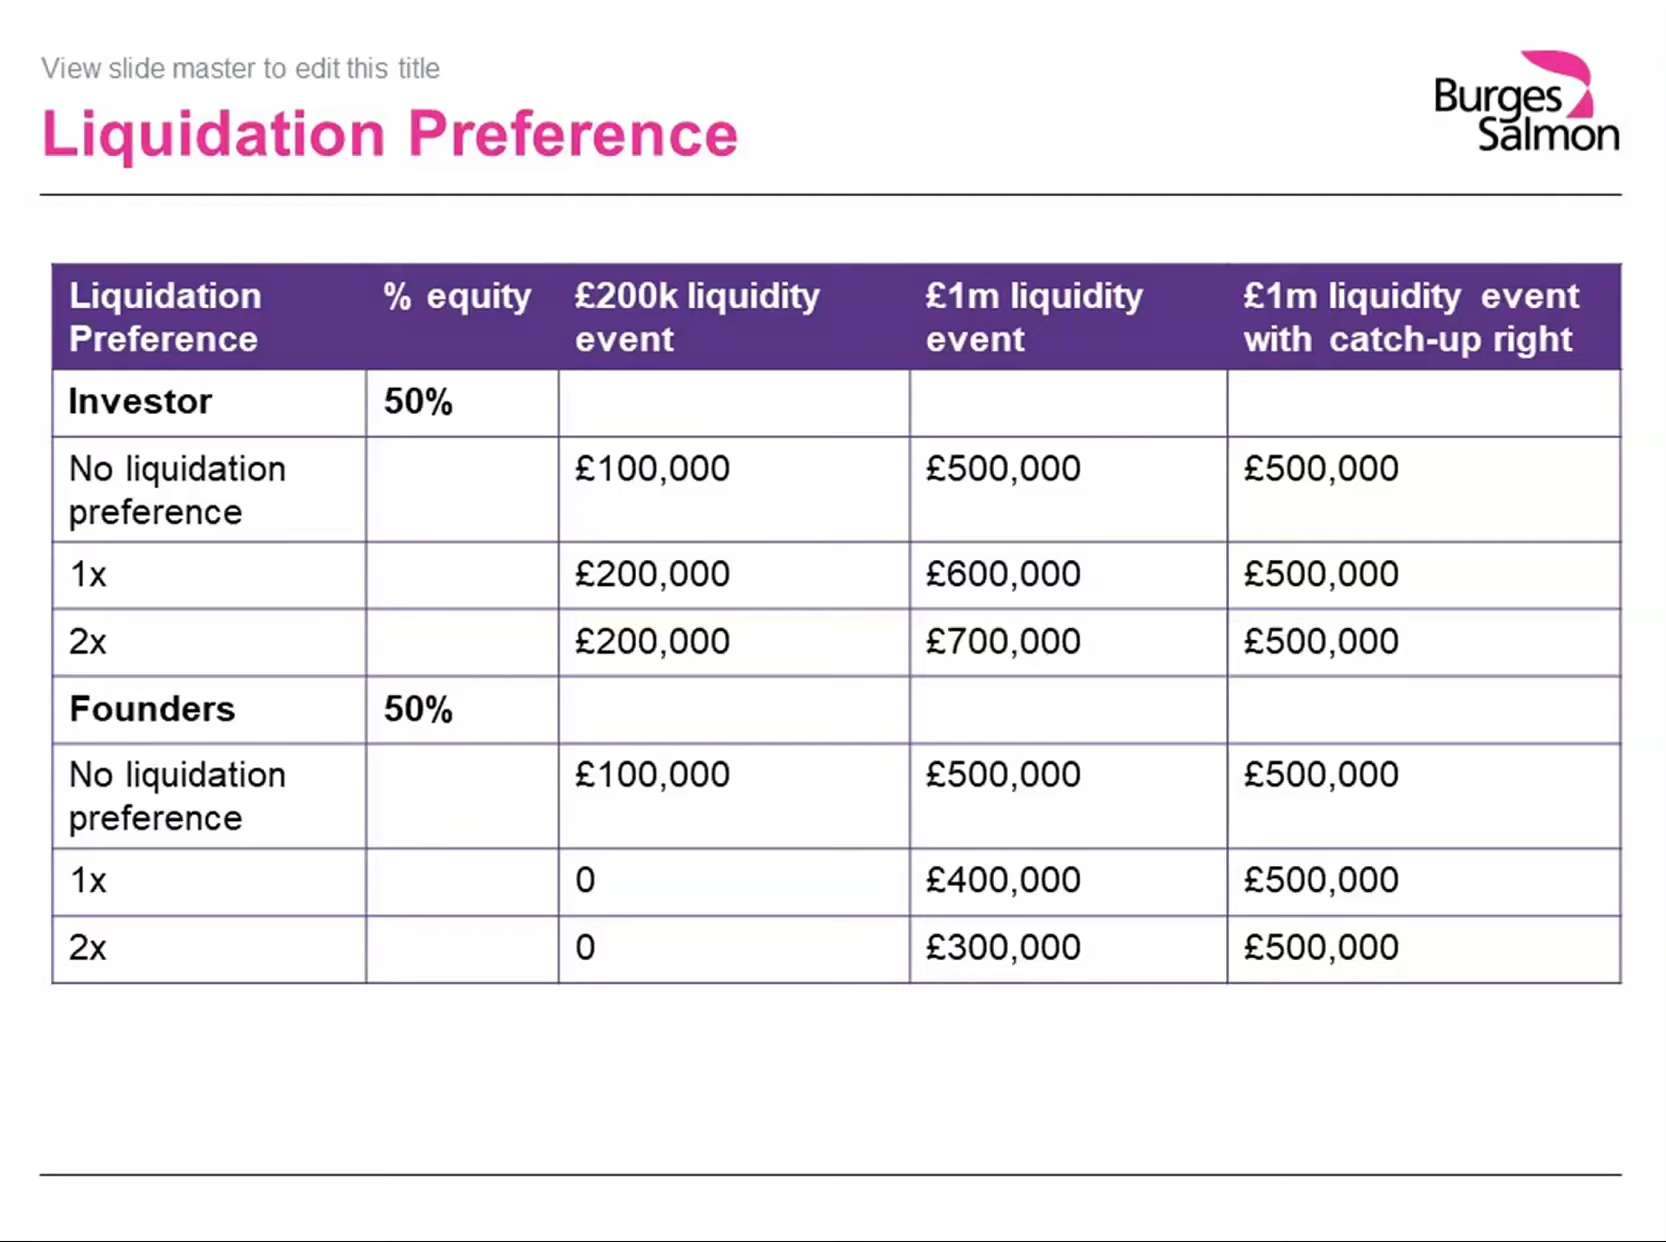 View slide master to edit this title
Liquidation Preference
Burges
Salmon
Liquidation Preference % equity £200k liquidity event £1m liquidity event £1m liquidity event with catch-up right
Investor 50%
No liquidation preference £100,000 £500,000 £500,000
1x £200,000 £600,000 £500,000
2x £200,000 £700,000 £500,000
Founders 50%
No liquidation preference £100,000 £500,000 £500,000
1x 0 £400,000 £500,000
2x 0 £300,000 £500,000